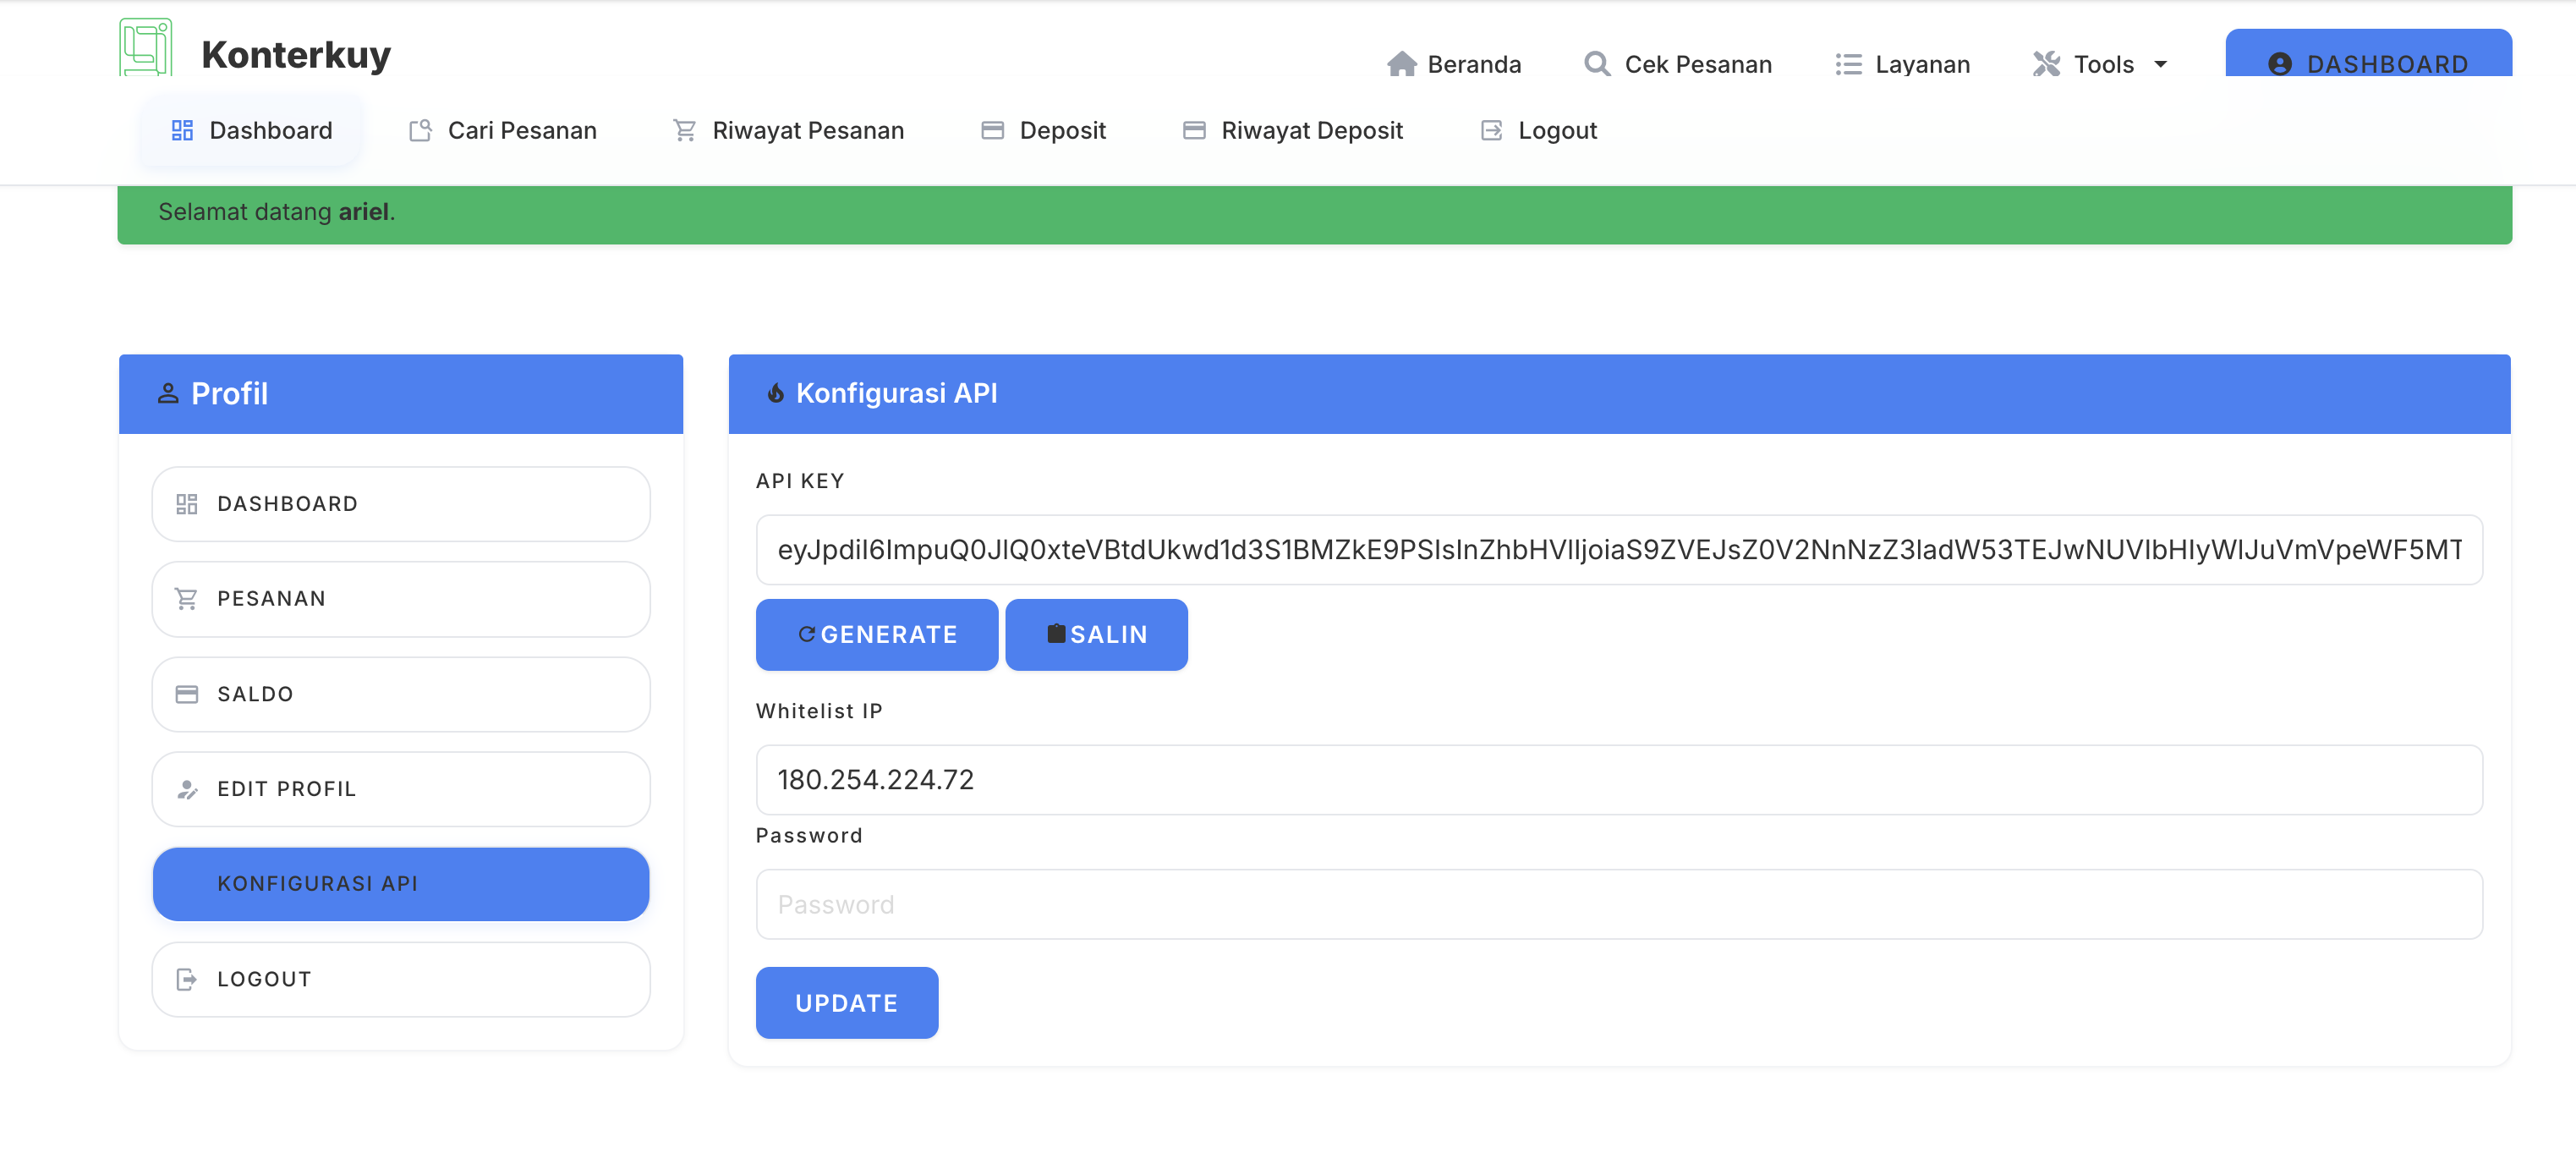 Konterkuy
Beranda
Cek Pesanan
Layanan
Tools
DASHBOARD
Dashboard
Cari Pesanan
Riwayat Pesanan
Deposit
Riwayat Deposit
Logout
Selamat datang ariel.
Profil
DASHBOARD
PESANAN
SALDO
EDIT PROFIL
KONFIGURASI API
LOGOUT
Konfigurasi API
API KEY
GENERATE
SALIN
Whitelist IP
180.254.224.72
Password
Password
UPDATE